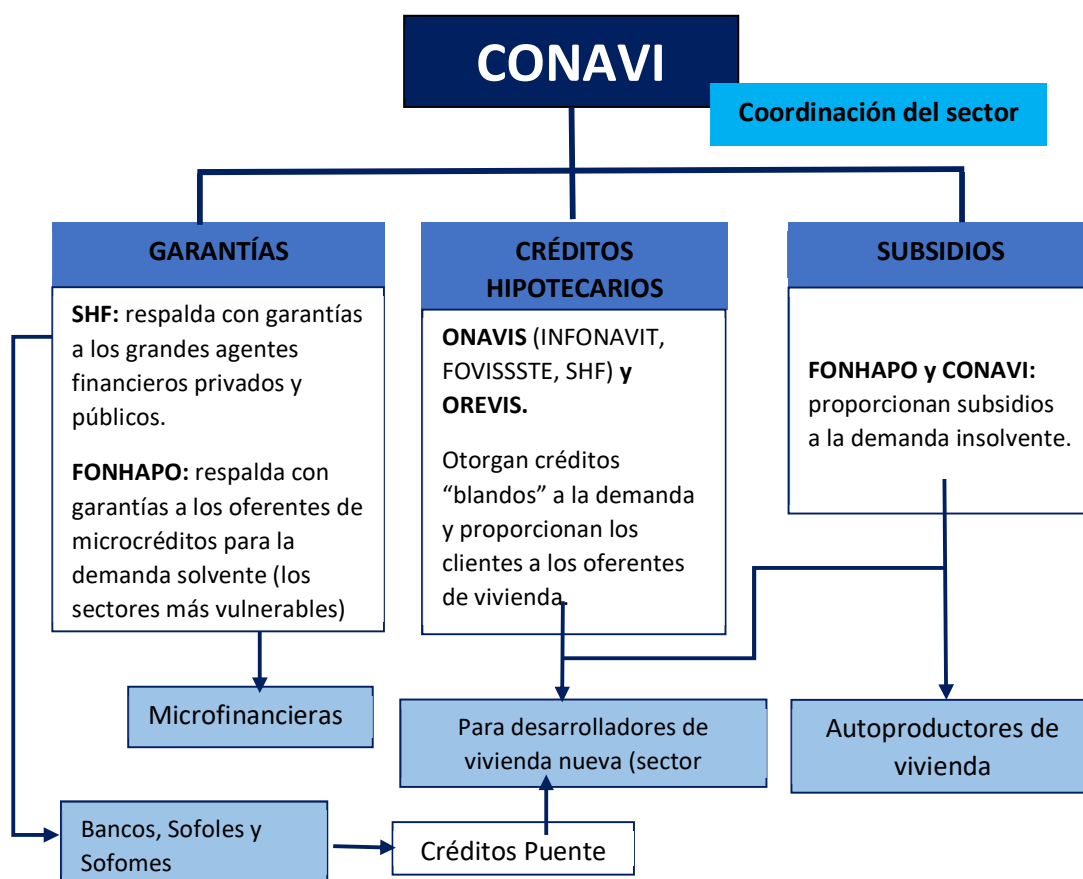 CONAVI
Coordinación del sector
GARANTÍAS
SHF: respalda con garantías
a los grandes agentes
financieros privados y
públicos.
FONHAPO: respalda con
garantías a los oferentes de
microcréditos para la
demanda solvente (los
sectores más vulnerables)
CRÉDITOS
HIPOTECARIOS
ONAVIS (INFONAVIT,
FOVISSSTE, SHF) y
OREVIS.
Otorgan créditos
“blandos” a la demanda
y proporcionan los
clientes a los oferentes
de vivienda.
SUBSIDIOS
FONHAPO y CONAVI:
proporcionan subsidios
a la demanda insolvente.
Microfinancieras
Para desarrolladores de
vivienda nueva (sector
Autoproductores de
vivienda
Bancos, Sofoles y
Sofomes
Créditos Puente